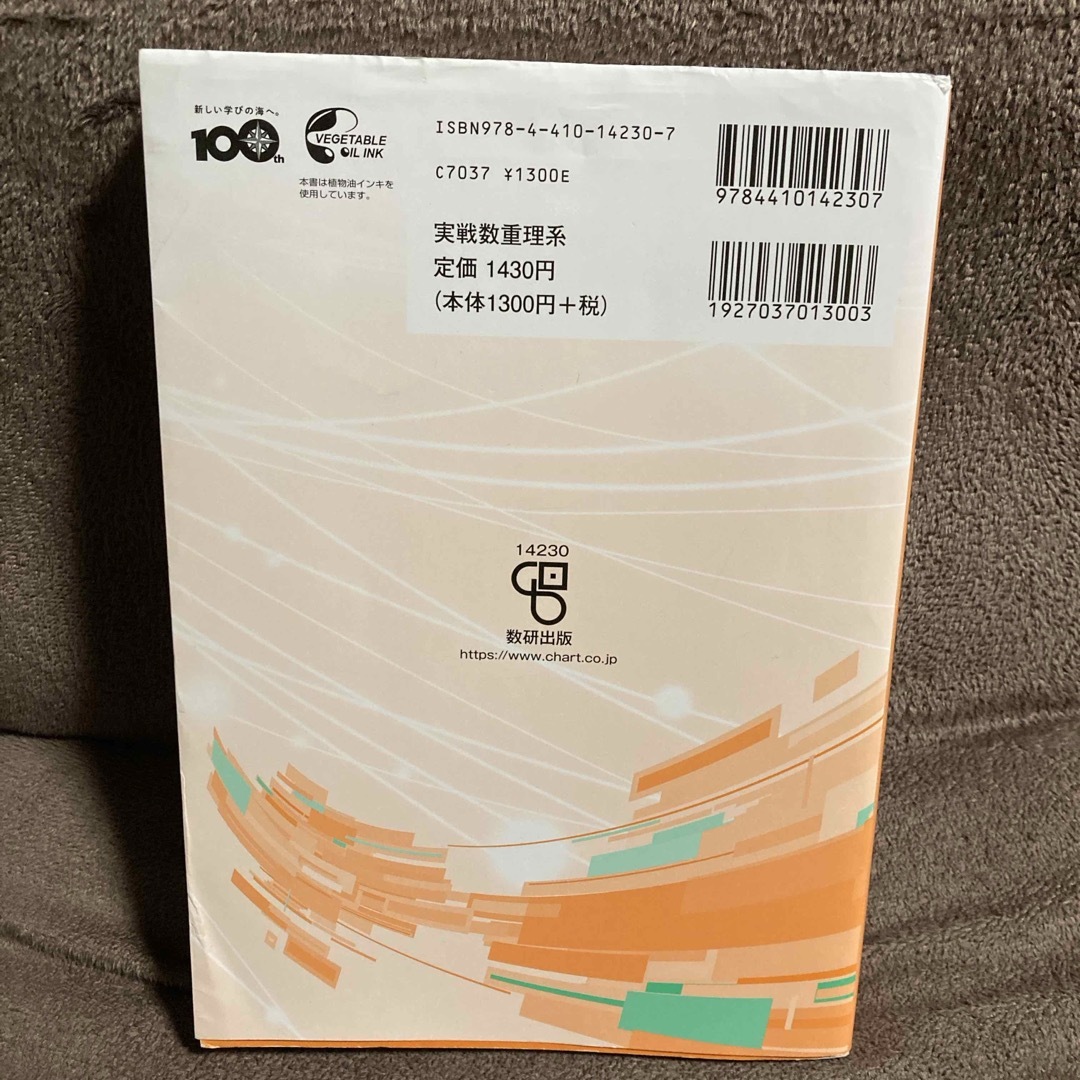 新しい学びの海へ。
100th
VEGETABLE
OIL INK
本書は植物油インキを
使用しています。
ISBN978-4-410-14230-7
C7037 ¥1300E
実戦数重理系
定価 1430円
(本体1300円+税)
9784410142307
1927037013003
14230
数研出版
https://www.chart.co.jp